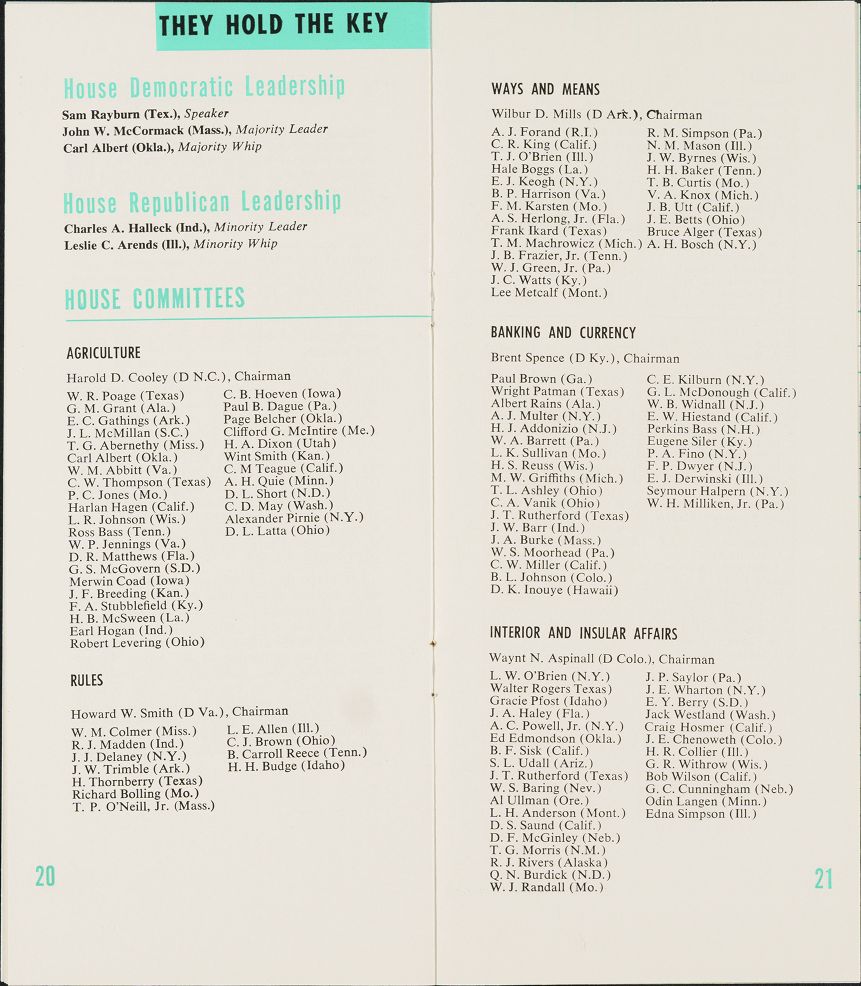 THEY HOLD THE KEY
House Democratic Leadership
Sam Rayburn (Tex.), Speaker
John W. McCormack (Mass.), Majority Leader
Carl Albert (Okla.), Majority Whip
House Republican Leadership
Charles A. Halleck (Ind.), Minority Leader
Leslie C. Arends (Ill.), Minority Whip
HOUSE COMMITTEES
AGRICULTURE
Harold D. Cooley (D N.C.), Chairman
W. R. Poage (Texas)
G. M. Grant (Ala.)
E. C. Gathings (Ark.)
J. L. McMillan (S.C.)
T. G. Abernethy (Miss.)
Carl Albert (Okla.)
W. M. Abbitt (Va.)
C. W. Thompson (Texas)
P. C. Jones (Mo.)
Harlan Hagen (Calif.)
L. R. Johnson (Wis.)
Ross Bass (Tenn.)
W. P. Jennings (Va.)
D. R. Matthews (Fla.)
G. S. McGovern (S.D.)
Merwin Coad (Iowa)
J. F. Breeding (Kan.)
F. A. Stubblefield (Ky.)
H. B. McSween (La.)
Earl Hogan (Ind.)
Robert Levering (Ohio)
C. B. Hoeven (Iowa)
Paul B. Dague (Pa.)
Page Belcher (Okla.)
Clifford G. McIntire (Me.)
H. A. Dixon (Utah)
Wint Smith (Kan.)
C. M Teague (Calif.)
A. H. Quie (Minn.)
D. L. Short (N.D.)
C. D. May (Wash.)
Alexander Pirnie (N.Y.)
D. L. Latta (Ohio)
RULES
Howard W. Smith (D Va.), Chairman
W. M. Colmer (Miss.)
R. J. Madden (Ind.)
J. J. Delaney (N.Y.)
J. W. Trimble (Ark.)
H. Thornberry (Texas)
Richard Bolling (Mo.)
T. P. O'Neill, Jr. (Mass.)
L. E. Allen (Ill.)
C. J. Brown (Ohio)
B. Carroll Reece (Tenn.)
H. H. Budge (Idaho)
20
WAYS AND MEANS
Wilbur D. Mills (D Ark.), Chairman
A. J. Forand (R.I.)
C. R. King (Calif.)
T. J. O'Brien (Ill.)
Hale Boggs (La.)
E. J. Keogh (N.Y.)
B. P. Harrison (Va.)
F. M. Karsten (Mo.)
A. S. Herlong, Jr. (Fla.)
Frank Ikard (Texas)
T. M. Machrowicz (Mich.)
J. B. Frazier, Jr. (Tenn.)
W. J. Green, Jr. (Pa.)
J. C. Watts (Ky.)
Lee Metcalf (Mont.)
R. M. Simpson (Pa.)
N. M. Mason (Ill.)
J. W. Byrnes (Wis.)
H. H. Baker (Tenn.)
T. B. Curtis (Mo.)
V. A. Knox (Mich.)
J. B. Utt (Calif.)
J. E. Betts (Ohio)
Bruce Alger (Texas)
A. H. Bosch (N.Y.)
BANKING AND CURRENCY
Brent Spence (D Ky.), Chairman
Paul Brown (Ga.)
Wright Patman (Texas)
Albert Rains (Ala.)
A. J. Multer (N.Y.)
H. J. Addonizio (N.J.)
W. A. Barrett (Pa.)
L. K. Sullivan (Mo.)
H. S. Reuss (Wis.)
M. W. Griffiths (Mich.)
T. L. Ashley (Ohio)
C. A. Vanik (Ohio)
J. T. Rutherford (Texas)
J. W. Barr (Ind.)
J. A. Burke (Mass.)
W. S. Moorhead (Pa.)
C. W. Miller (Calif.)
B. L. Johnson (Colo.)
D. K. Inouye (Hawaii)
C. E. Kilburn (N.Y.)
G. L. McDonough (Calif.)
W. B. Widnall (N.J.)
E. W. Hiestand (Calif.)
Perkins Bass (N.H.)
Eugene Siler (Ky.)
P. A. Fino (N.Y.)
F. P. Dwyer (N.J.)
E. J. Derwinski (Ill.)
Seymour Halpern (N.Y.)
W. H. Milliken, Jr. (Pa.)
INTERIOR AND INSULAR AFFAIRS
Waynt N. Aspinall (D Colo.), Chairman
L. W. O'Brien (N.Y.)
Walter Rogers Texas)
Gracie Pfost (Idaho)
J. A. Haley (Fla.)
A. C. Powell, Jr. (N.Y.)
Ed Edmondson (Okla.)
B. F. Sisk (Calif.)
S. L. Udall (Ariz.)
J. T. Rutherford (Texas)
W. S. Baring (Nev.)
Al Ullman (Ore.)
L. H. Anderson (Mont.)
D. S. Saund (Calif.)
D. F. McGinley (Neb.)
T. G. Morris (N.M.)
R. J. Rivers (Alaska)
Q. N. Burdick (N.D.)
W. J. Randall (Mo.)
J. P. Saylor (Pa.)
J. E. Wharton (N.Y.)
E. Y. Berry (S.D.)
Jack Westland (Wash.)
Craig Hosmer (Calif.)
J. E. Chenoweth (Colo.)
H. R. Collier (Ill.)
G. R. Withrow (Wis.)
Bob Wilson (Calif.)
G. C. Cunningham (Neb.)
Odin Langen (Minn.)
Edna Simpson (Ill.)
21